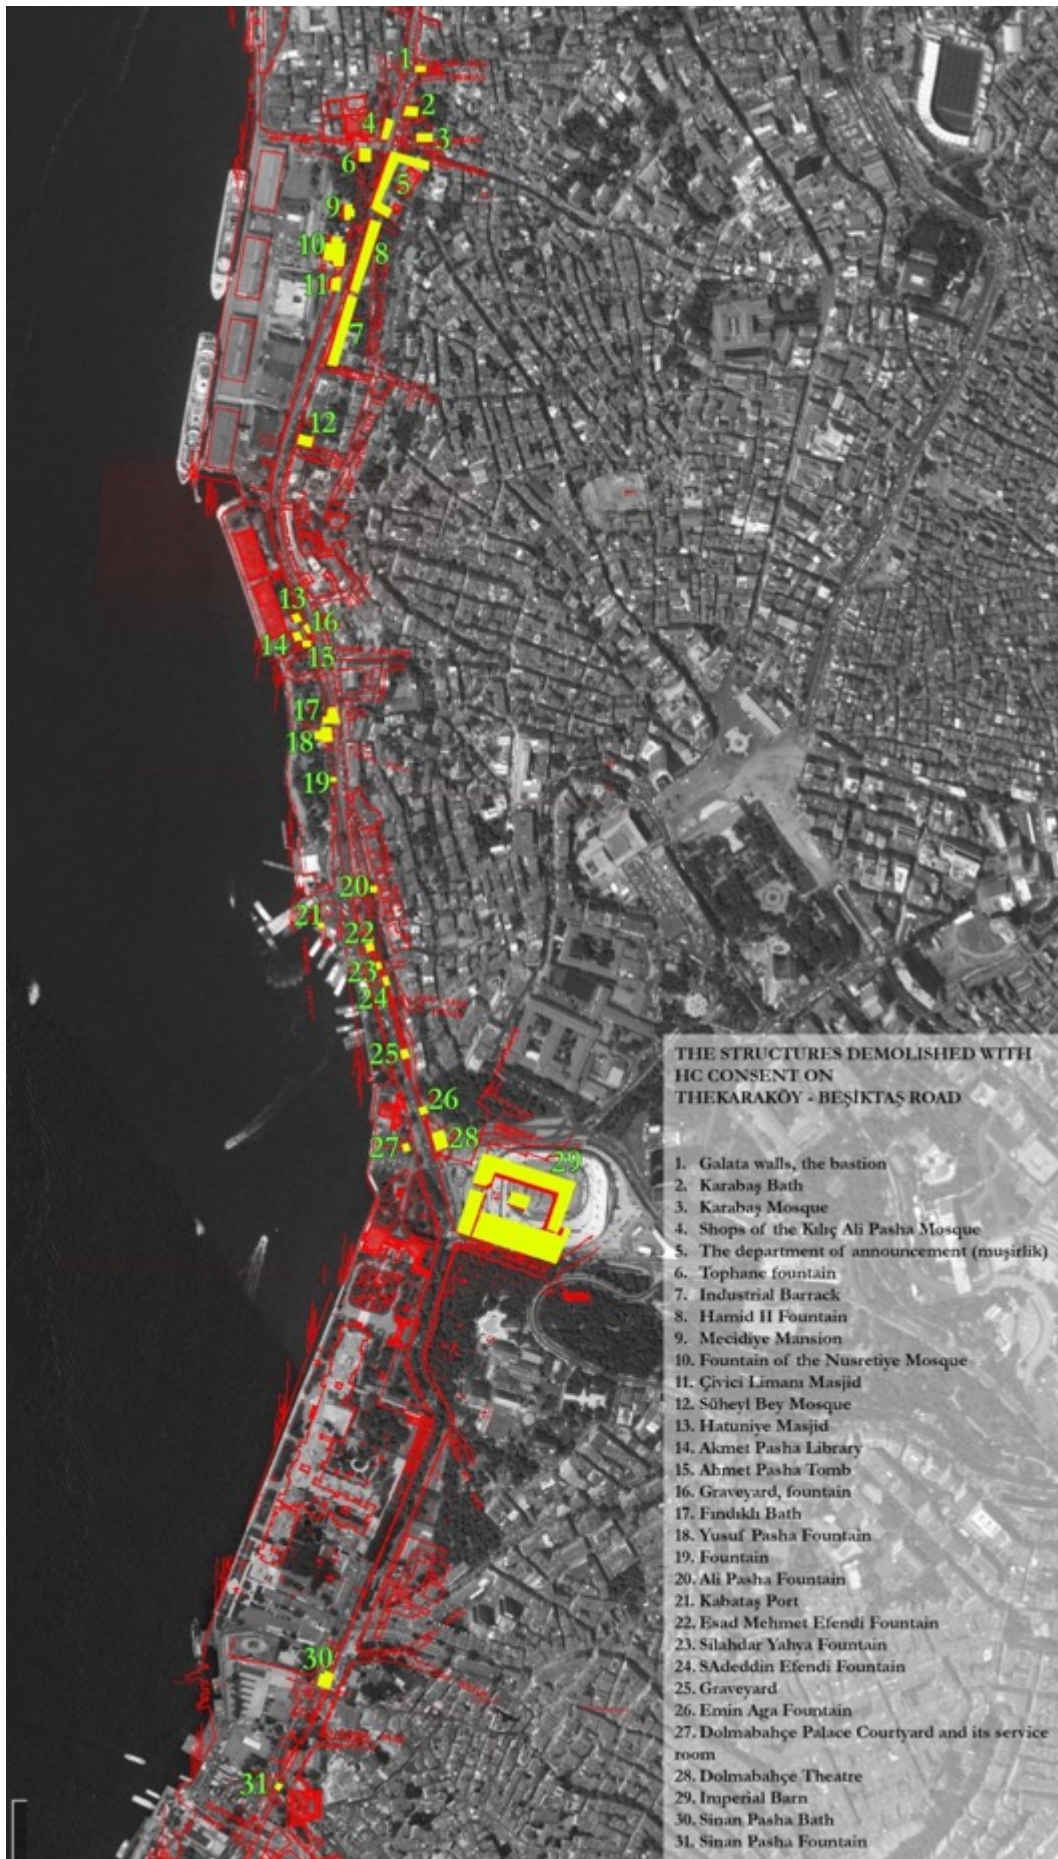 1
2
4
3
6
5
9
10
8
11
7
12
13
16
14
15
17
18
19
20
21
22
23
24
25
26
28
27
29
30
31
THE STRUCTURES DEMOLISHED WITH
HC CONSENT ON
THEKARAKÖY - BEŞİKTAŞ ROAD
1. Galata walls, the bastion
2. Karabaş Bath
3. Karabaş Mosque
4. Shops of the Kılıç Ali Pasha Mosque
5. The department of announcement (muşirlik)
6. Tophane fountain
7. Industrial Barrack
8. Hamid II Fountain
9. Mecidiye Mansion
10. Fountain of the Nusretiye Mosque
11. Çivici Limanı Masjid
12. Süheyl Bey Mosque
13. Hatuniye Masjid
14. Akmet Pasha Library
15. Ahmet Pasha Tomb
16. Graveyard, fountain
17. Fındıklı Bath
18. Yusuf Pasha Fountain
19. Fountain
20. Ali Pasha Fountain
21. Kabataş Port
22. Esad Mehmet Efendi Fountain
23. Silahdar Yahya Fountain
24. SAdeddin Efendi Fountain
25. Graveyard
26. Emin Aga Fountain
27. Dolmabahçe Palace Courtyard and its service
room
28. Dolmabahçe Theatre
29. Imperial Barn
30. Sinan Pasha Bath
31. Sinan Pasha Fountain